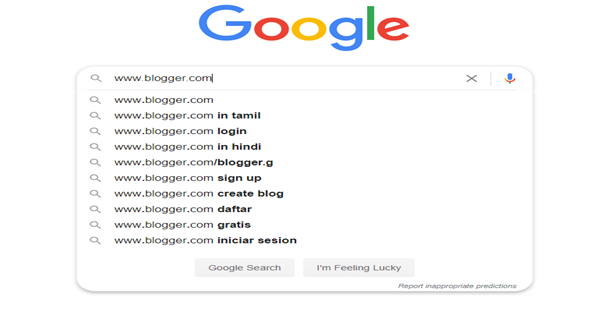 Google
www.blogger.com
www.blogger.com
www.blogger.com in tamil
www.blogger.com login
www.blogger.com in hindi
www.blogger.com/blogger.g
www.blogger.com sign up
www.blogger.com create blog
www.blogger.com daftar
www.blogger.com gratis
www.blogger.com iniciar sesion
Google Search I'm Feeling Lucky
Report inappropriate predictions